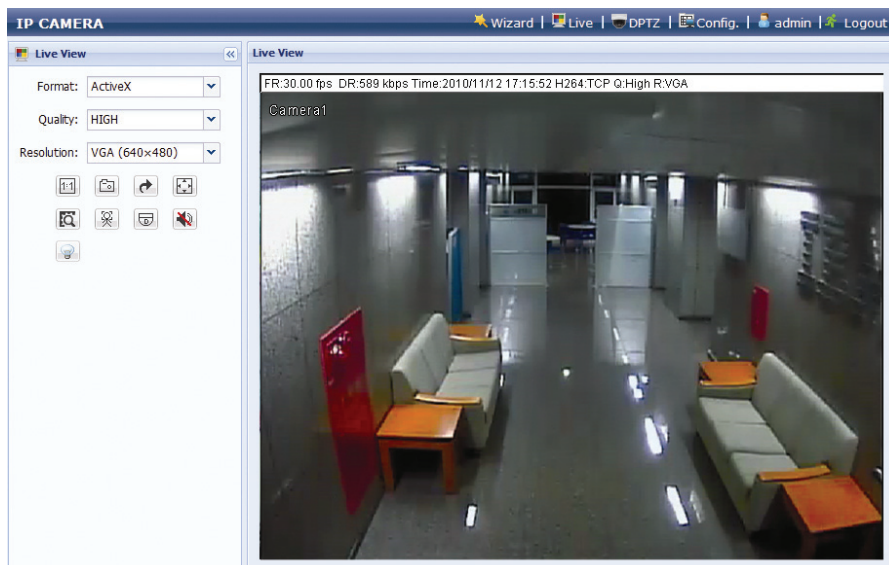 IP CAMERA
Wizard | Live | DPTZ | Config. | admin | Logout
Live View
Format: ActiveX
Quality: HIGH
Resolution: VGA (640×480)
1:1
Live View
FR:30.00 fps DR:589 kbps Time:2010/11/12 17:15:52 H264:TCP Q:High R:VGA
Camera1